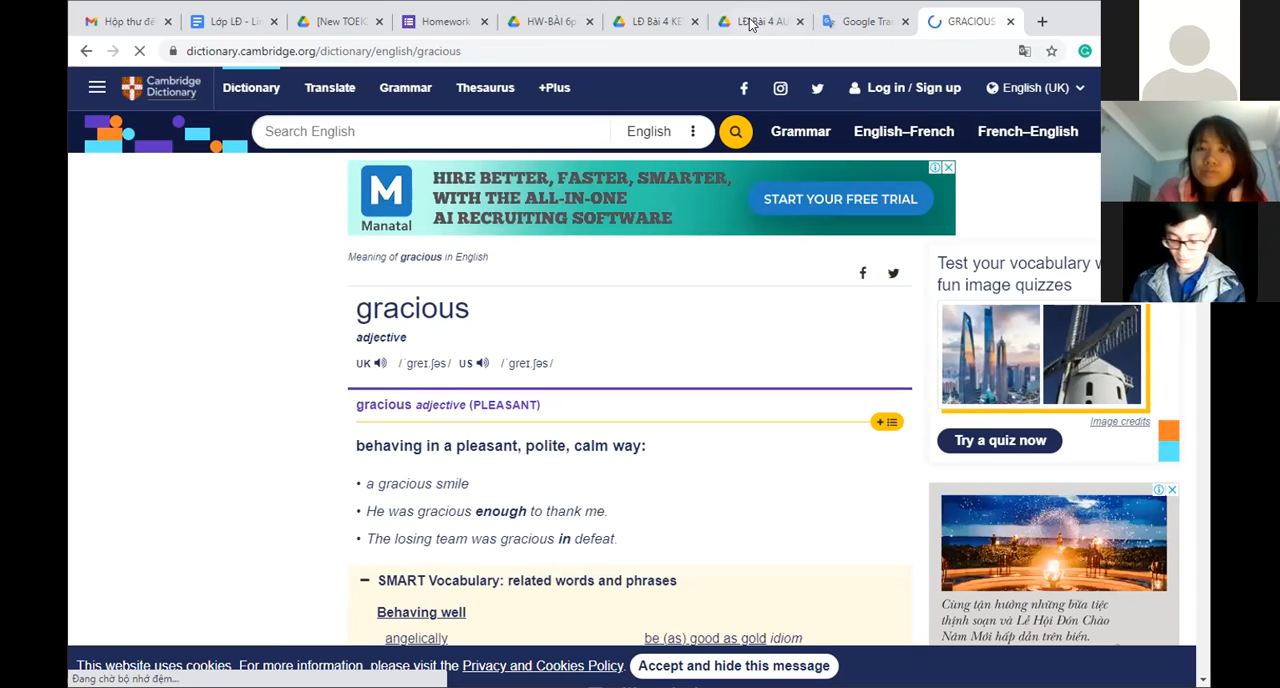 Hộp thư đế
Lớp LĐ - Lin
[New TOEIC
Homework
HW-BÀI 6p
LĐ Bài 4 KE
LĐ Bài 4 AU
Google Tran
GRACIOUS
dictionary.cambridge.org/dictionary/english/gracious
Cambridge
Dictionary
Dictionary
Translate
Grammar
Thesaurus
+Plus
Log in / Sign up
English (UK)
Search English
English
Grammar
English–French
French–English
M
Manatal
HIRE BETTER, FASTER, SMARTER,
WITH THE ALL-IN-ONE
AI RECRUITING SOFTWARE
START YOUR FREE TRIAL
Meaning of gracious in English
gracious
adjective
UK /ˈɡreɪ.ʃəs/ US /ˈɡreɪ.ʃəs/
gracious adjective (PLEASANT)
behaving in a pleasant, polite, calm way:
• a gracious smile
• He was gracious enough to thank me.
• The losing team was gracious in defeat.
SMART Vocabulary: related words and phrases
Behaving well
angelically
be (as) good as gold idiom
Test your vocabulary w
fun image quizzes
Image credits
Try a quiz now
Cùng tận hưởng những bữa tiệc
thịnh soạn và Lễ Hội Đón Chào
Năm Mới hấp dẫn trên biển.
This website uses cookies. For more information, please visit the Privacy and Cookies Policy.
Accept and hide this message
Đang chờ bộ nhớ đệm...